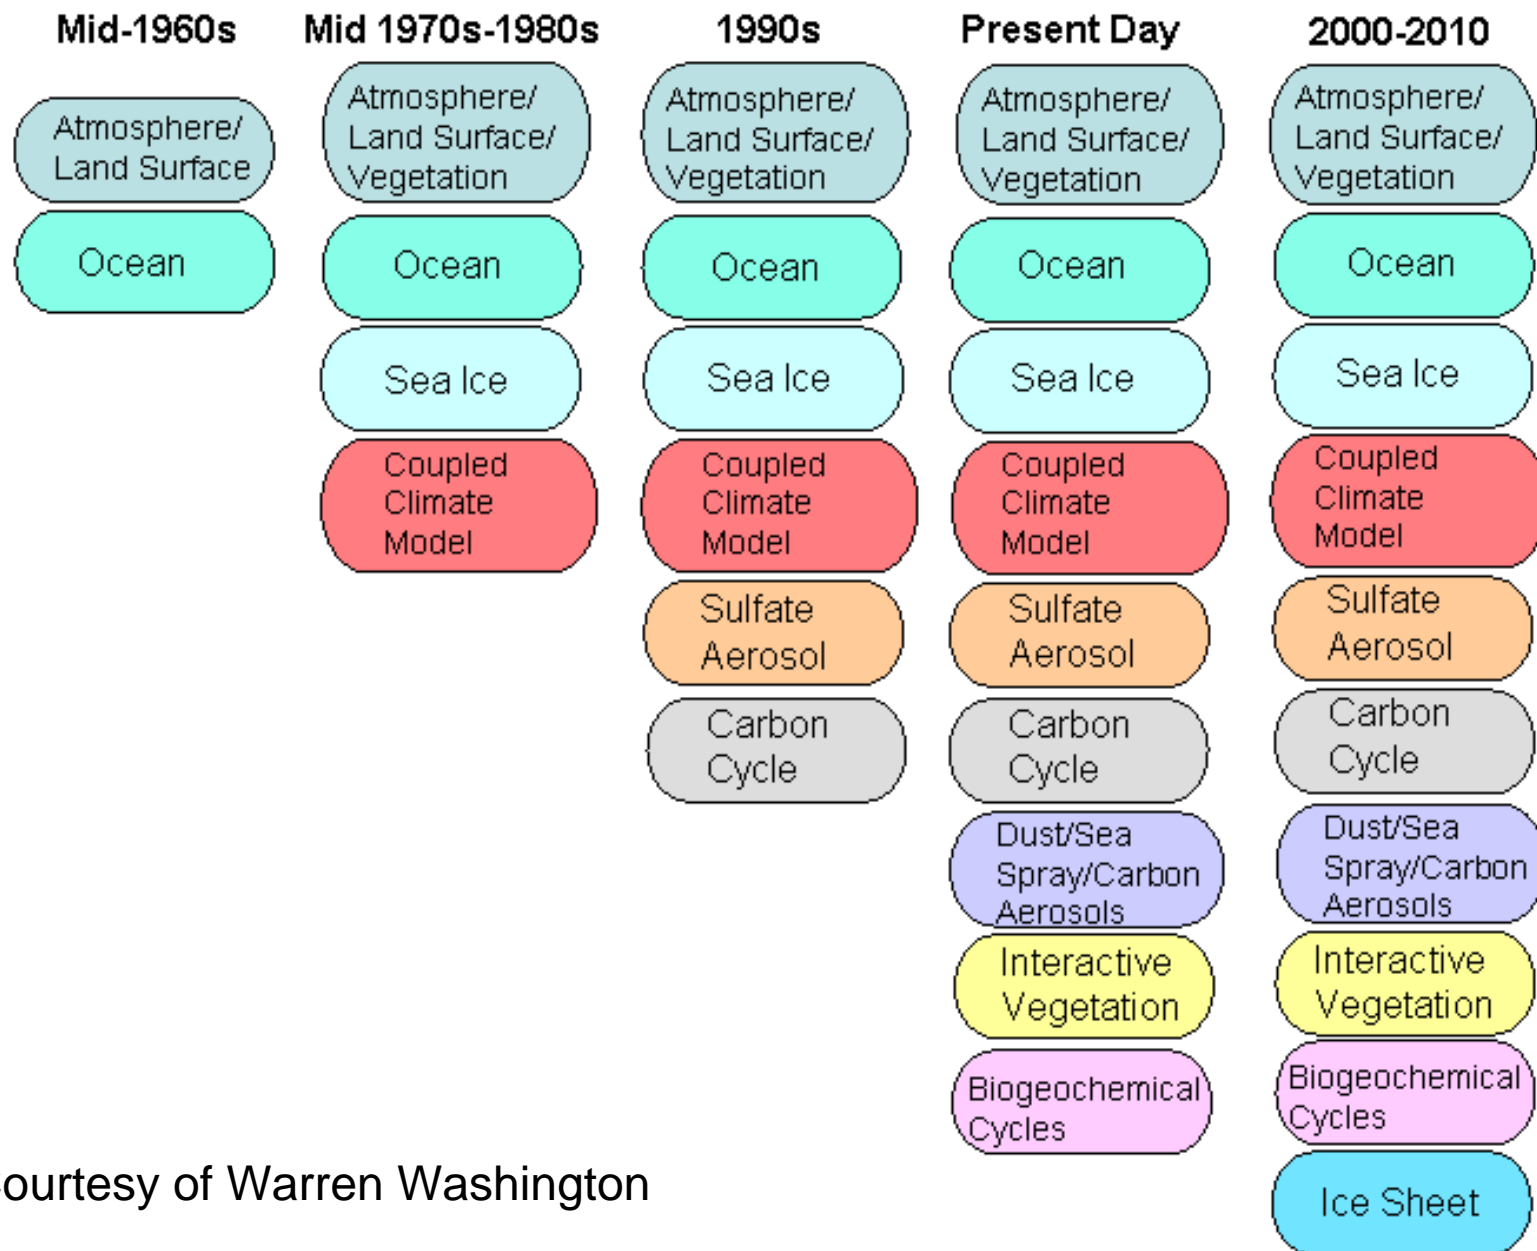 Mid-1960s
Atmosphere/
Land Surface
Ocean
Mid 1970s-1980s
Atmosphere/
Land Surface/
Vegetation
Ocean
Sea Ice
Coupled
Climate
Model
1990s
Atmosphere/
Land Surface/
Vegetation
Ocean
Sea Ice
Coupled
Climate
Model
Sulfate
Aerosol
Carbon
Cycle
Present Day
Atmosphere/
Land Surface/
Vegetation
Ocean
Sea Ice
Coupled
Climate
Model
Sulfate
Aerosol
Carbon
Cycle
Dust/Sea
Spray/Carbon
Aerosols
Interactive
Vegetation
Biogeochemical
Cycles
2000-2010
Atmosphere/
Land Surface/
Vegetation
Ocean
Sea Ice
Coupled
Climate
Model
Sulfate
Aerosol
Carbon
Cycle
Dust/Sea
Spray/Carbon
Aerosols
Interactive
Vegetation
Biogeochemical
Cycles
Ice Sheet
ourtesy of Warren Washington